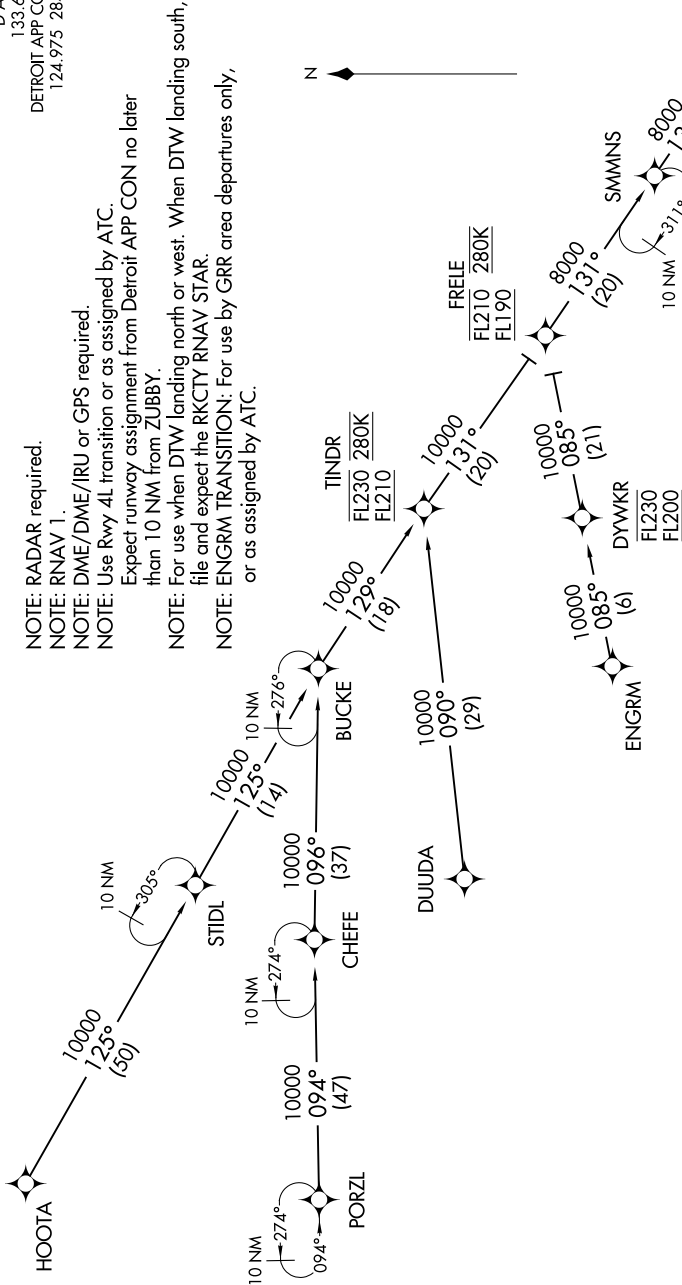 133.6
DETROIT APP CO
124.975 28
NOTE: RADAR required.
NOTE: RNAV 1.
NOTE: DME/DME/IRU or GPS required.
NOTE: Use Rwy 4L transition or as assigned by ATC.
Expect runway assignment from Detroit APP CON no later
than 10 NM from ZUBBY.
NOTE: For use when DTW landing north or west. When DTW landing south,
file and expect the RKCTY RNAV STAR.
NOTE: ENGRM TRANSITION: For use by GRR area departures only,
or as assigned by ATC.
N
HOOTA
10000
125°
(50)
10 NM
305°
STIDL
10000
125°
(14)
10 NM
276°
BUCKE
10 NM
274°
094°
PORZL
10000
094°
(47)
10 NM
274°
CHEFE
10000
096°
(37)
10000
129°
(18)
TINDR
FL230 280K
FL210
DUUDA
10000
090°
(29)
10000
131°
(20)
FRELE
FL210 280K
FL190
ENGRM
10000
085°
(6)
DYWKR
FL230
FL200
10000
085°
(21)
8000
131°
(20)
SMMNS
10 NM
311°
8000